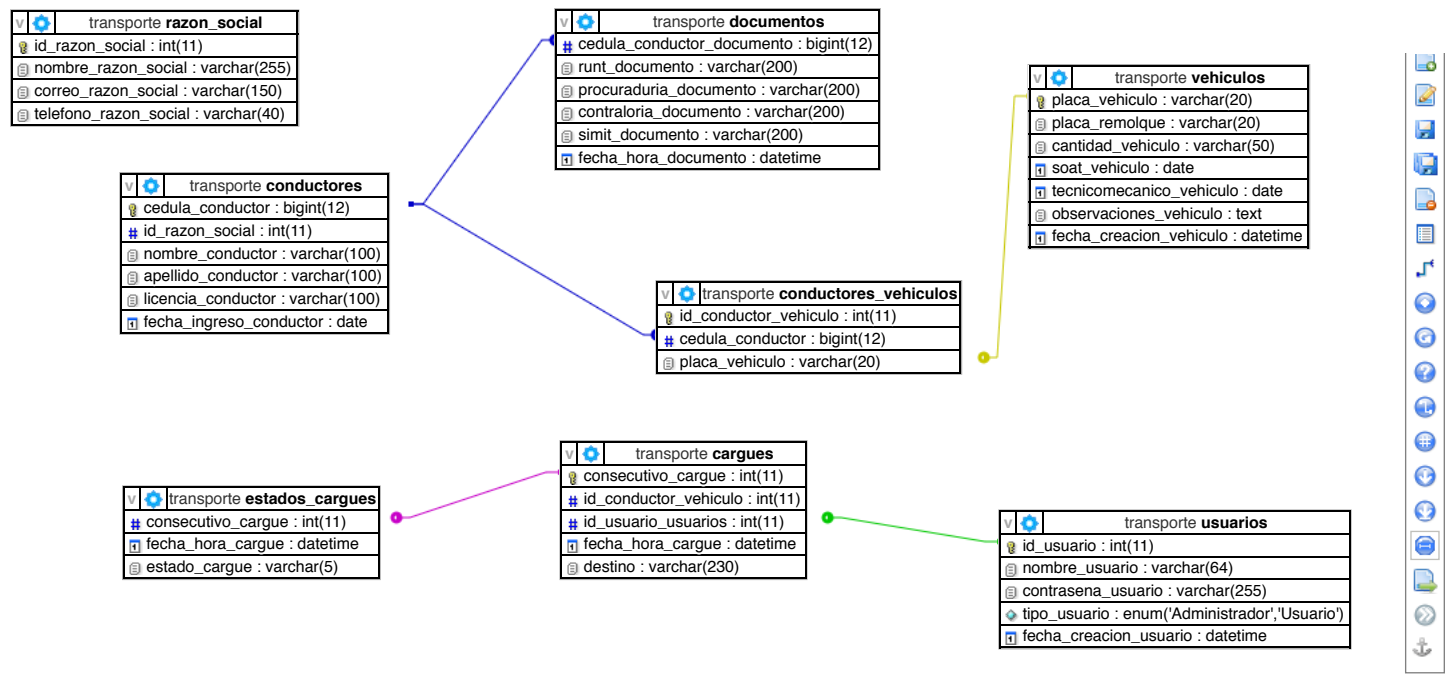 v transporte razon_social
id_razon_social : int(11)
nombre_razon_social : varchar(255)
correo_razon_social : varchar(150)
telefono_razon_social : varchar(40)
v transporte documentos
# cedula_conductor_documento : bigint(12)
runt_documento : varchar(200)
procuraduria_documento : varchar(200)
contraloria_documento : varchar(200)
simit_documento : varchar(200)
fecha_hora_documento : datetime
v transporte vehiculos
placa_vehiculo : varchar(20)
placa_remolque : varchar(20)
cantidad_vehiculo : varchar(50)
soat_vehiculo : date
tecnicomecanico_vehiculo : date
observaciones_vehiculo : text
fecha_creacion_vehiculo : datetime
v transporte conductores
cedula_conductor : bigint(12)
# id_razon_social : int(11)
nombre_conductor : varchar(100)
apellido_conductor : varchar(100)
licencia_conductor : varchar(100)
fecha_ingreso_conductor : date
v transporte conductores_vehiculos
id_conductor_vehiculo : int(11)
# cedula_conductor : bigint(12)
placa_vehiculo : varchar(20)
v transporte cargues
consecutivo_cargue : int(11)
# id_conductor_vehiculo : int(11)
# id_usuario_usuarios : int(11)
fecha_hora_cargue : datetime
destino : varchar(230)
v transporte estados_cargues
# consecutivo_cargue : int(11)
fecha_hora_cargue : datetime
estado_cargue : varchar(5)
v transporte usuarios
id_usuario : int(11)
nombre_usuario : varchar(64)
contrasena_usuario : varchar(255)
tipo_usuario : enum('Administrador','Usuario')
fecha_creacion_usuario : datetime